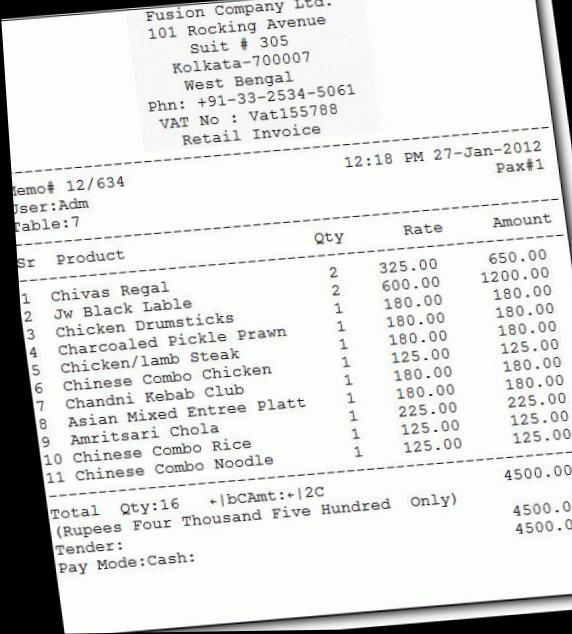 Fusion Company Ltd.
101 Rocking Avenue
Suit # 305
Kolkata-700007
West Bengal
Phn: +91-33-2534-5061
VAT No : Vat155788
Retail Invoice
Memo# 12/634 12:18 PM 27-Jan-2012
User:Adm Pax#1
Table:7
Sr Product Qty Rate Amount
1 Chivas Regal 2 325.00 650.00
2 Jw Black Lable 2 600.00 1200.00
3 Chicken Drumsticks 1 180.00 180.00
4 Charcoaled Pickle Prawn 1 180.00 180.00
5 Chicken/lamb Steak 1 180.00 180.00
6 Chinese Combo Chicken 1 125.00 125.00
7 Chandni Kebab Club 1 180.00 180.00
8 Asian Mixed Entree Platt 1 180.00 180.00
9 Amritsari Chola 1 225.00 225.00
10 Chinese Combo Rice 1 125.00 125.00
11 Chinese Combo Noodle 1 125.00 125.00
Total Qty:16 ←|bCAmt:←|2C 4500.00
(Rupees Four Thousand Five Hundred Only)
Tender: 4500.0
Pay Mode:Cash: 4500.0